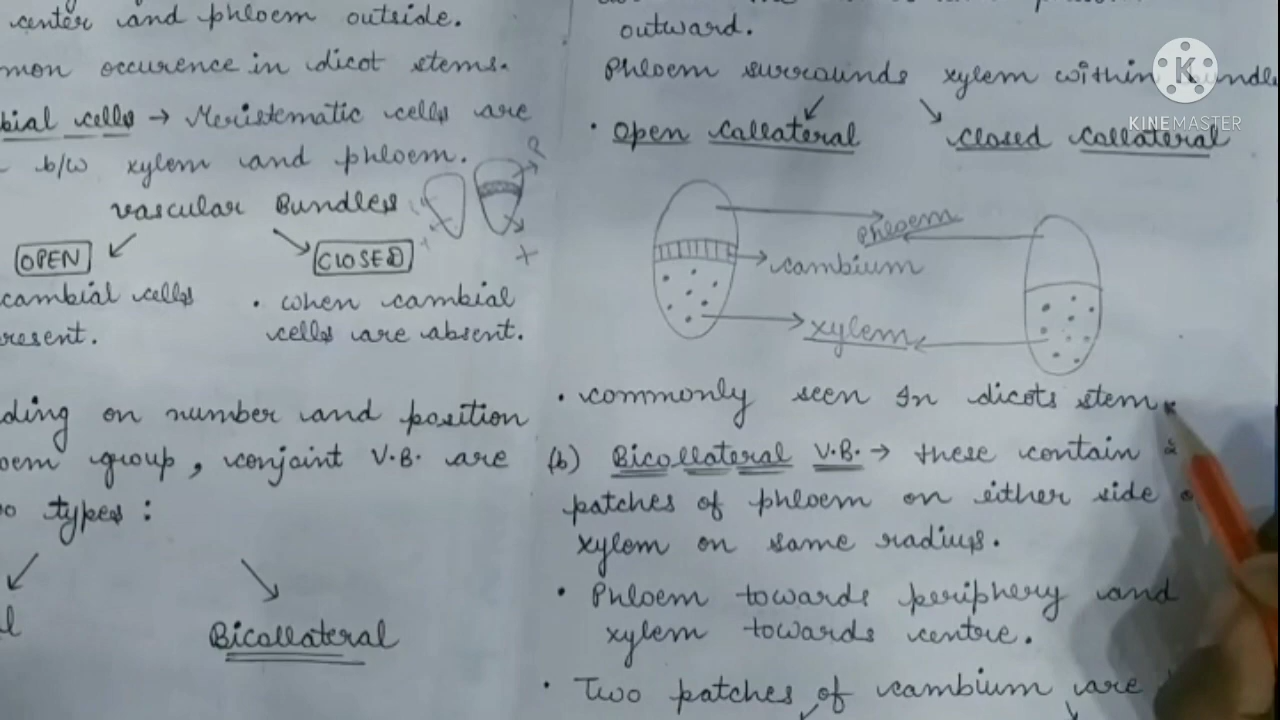 center and phloem outside.
mon occurence in dicot stems.
bial cells → Meristematic cells are
b/w xylem and phloem.
vascular Bundles
P
x
OPEN
CLOSED
cambial cells
resent.
• when cambial
cells are absent.
ding on number and position
oem group, conjoint V.B. are
o types :
l
Bicollateral
outward.
Phloem surrounds xylem within bundle
• Open Collateral
Closed Collateral
Phloem
cambium
xylem
• commonly seen In dicots stem
(b) Bicollateral V.B. → these contain 2
patches of phloem on either side o
xylem on same radius.
• Phloem towards periphery and
xylem towards centre.
• Two patches of cambium are
K
KINEMASTER